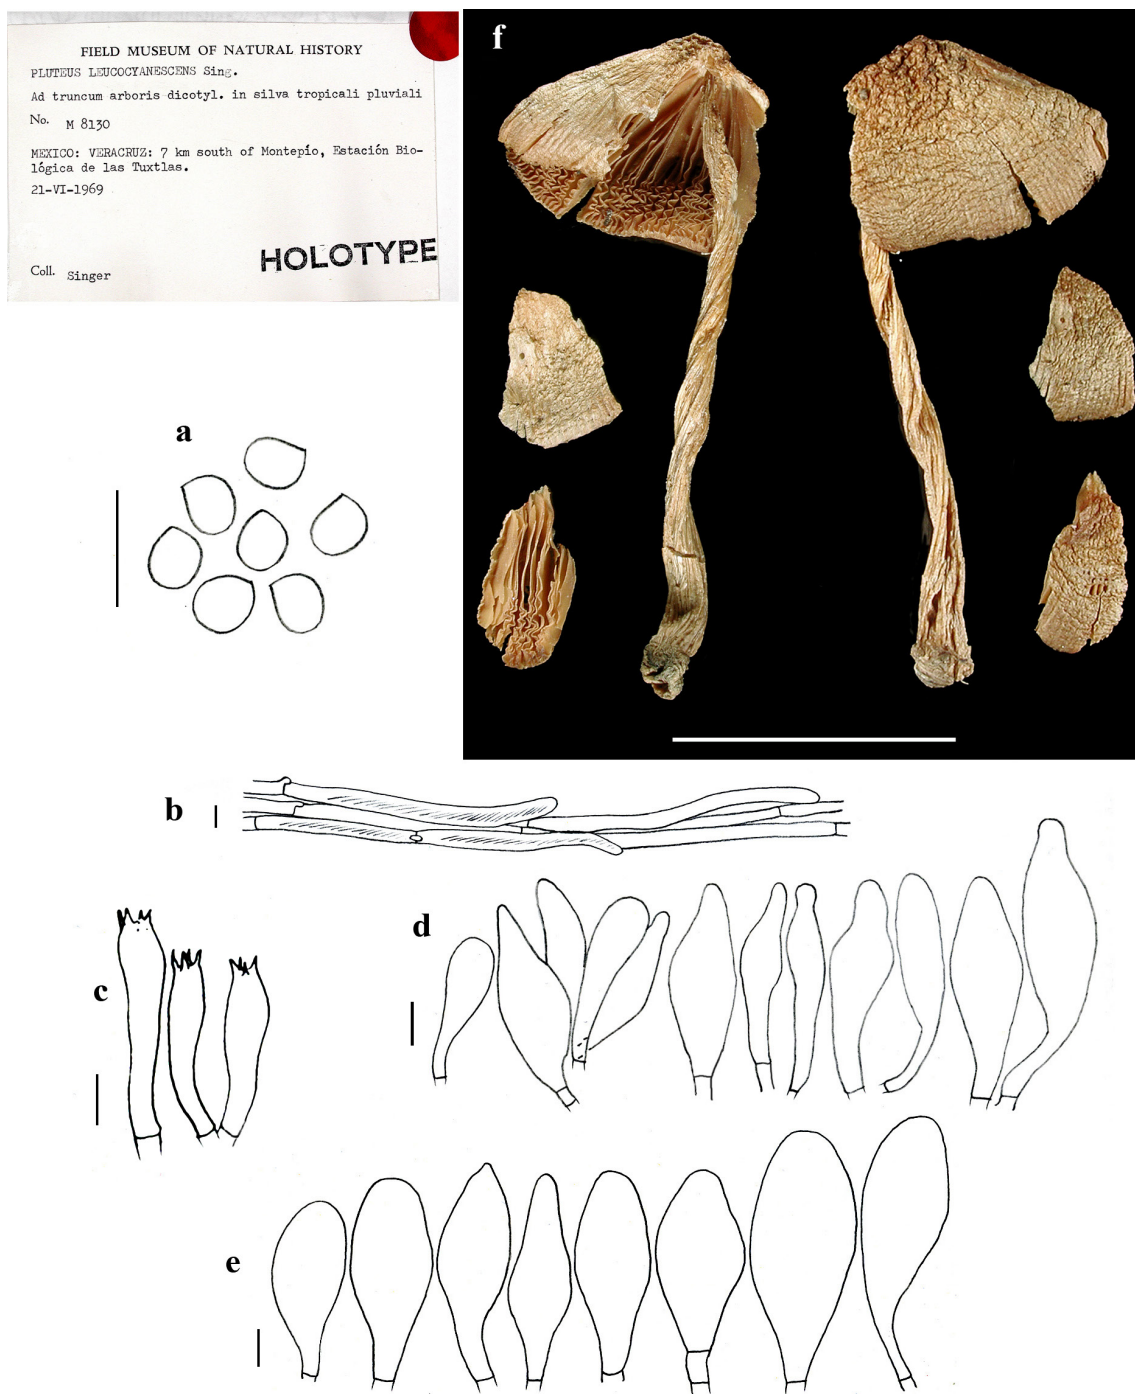 FIELD MUSEUM OF NATURAL HISTORY
PLUTEUS LEUCOCYANESCENS Sing.
Ad truncum arboris dicotyl. in silva tropicali pluviali
No. M 8130
MEXICO: VERACRUZ: 7 km south of Montepío, Estación Bio-
lógica de las Tuxtlas.
21-VI-1969
HOLOTYPE
Coll. Singer
f
a
b
d
c
e